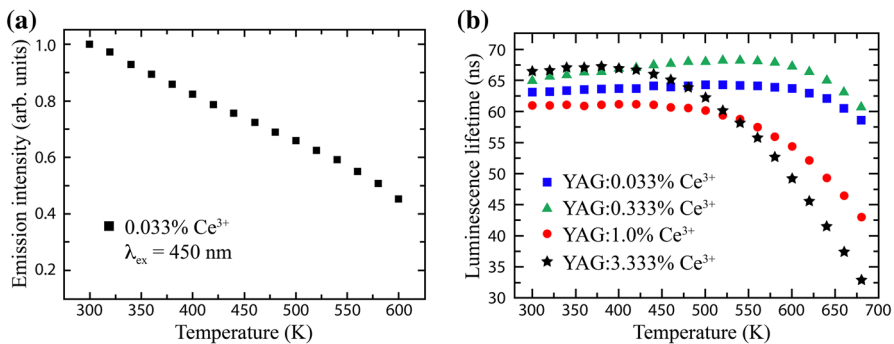 (a)
Emission intensity (arb. units)
1.0
0.8
0.6
0.4
0.2
0.033% Ce³⁺
λex = 450 nm
300 350 400 450 500 550 600
Temperature (K)
(b)
Luminescence lifetime (ns)
70
65
60
55
50
45
40
35
30
YAG:0.033% Ce³⁺
YAG:0.333% Ce³⁺
YAG:1.0% Ce³⁺
YAG:3.333% Ce³⁺
300 350 400 450 500 550 600 650 700
Temperature (K)